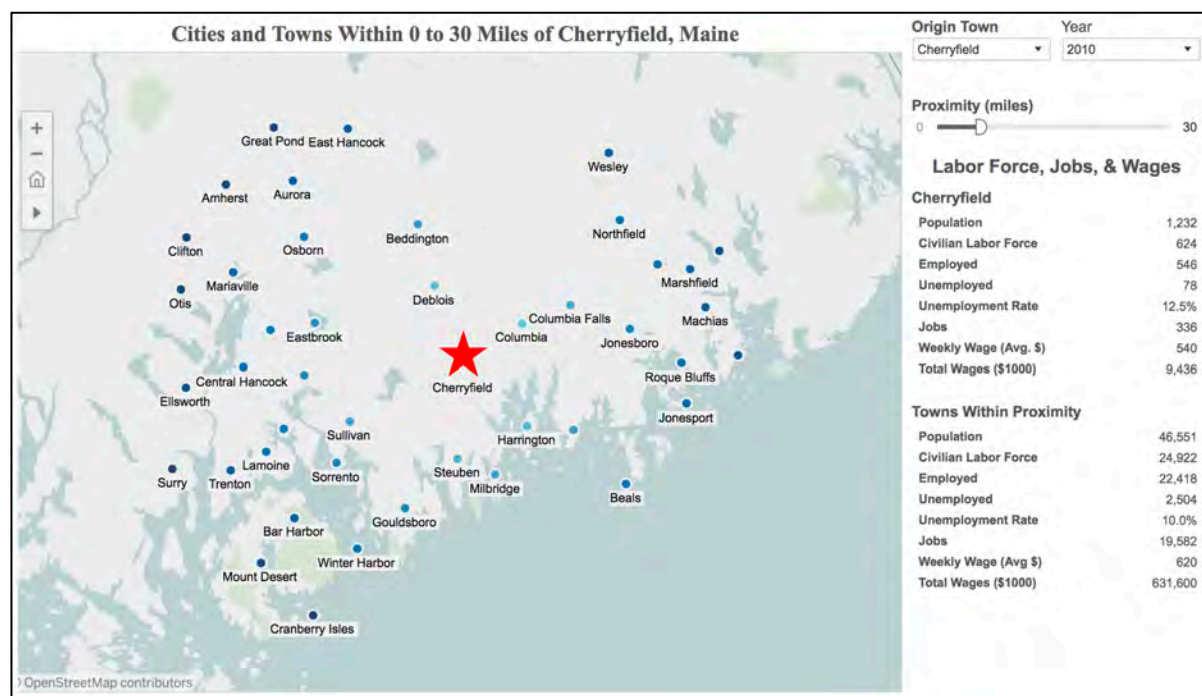 Cities and Towns Within 0 to 30 Miles of Cherryfield, Maine
Origin Town Year
Cherryfield 2010
Proximity (miles)
0 30
Labor Force, Jobs, & Wages
Cherryfield
Population 1,232
Civilian Labor Force 624
Employed 546
Unemployed 78
Unemployment Rate 12.5%
Jobs 336
Weekly Wage (Avg. $) 540
Total Wages ($1000) 9,436
Towns Within Proximity
Population 46,551
Civilian Labor Force 24,922
Employed 22,418
Unemployed 2,504
Unemployment Rate 10.0%
Jobs 19,582
Weekly Wage (Avg $) 620
Total Wages ($1000) 631,600
Great Pond East Hancock
Wesley
Amherst Aurora
Beddington Northfield
Clifton Osborn
Mariaville Marshfield
Otis Deblois
Columbia Falls Machias
Eastbrook Columbia Jonesboro
Central Hancock Cherryfield Roque Bluffs
Ellsworth
Jonesport
Sullivan Harrington
Lamoine
Surry Trenton Sorrento Steuben
Milbridge Beals
Bar Harbor Gouldsboro
Mount Desert Winter Harbor
Cranberry Isles
© OpenStreetMap contributors